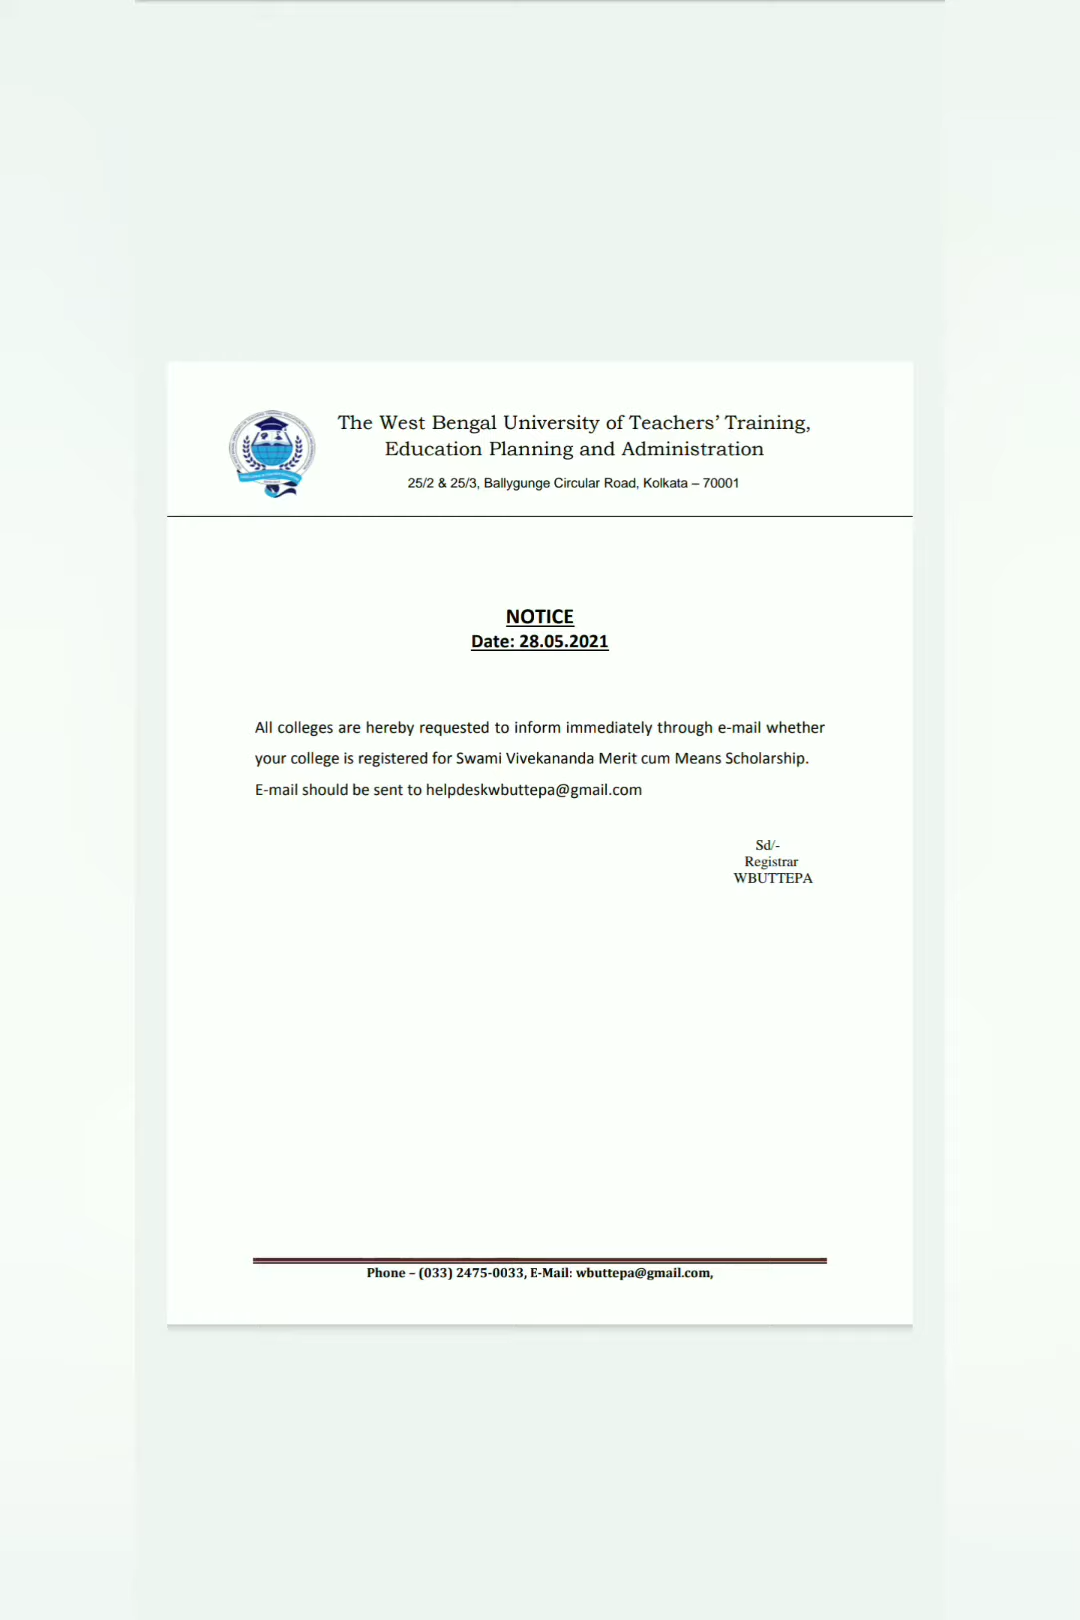 The West Bengal University of Teachers’ Training,
Education Planning and Administration
25/2 & 25/3, Ballygunge Circular Road, Kolkata – 70001
NOTICE
Date: 28.05.2021
All colleges are hereby requested to inform immediately through e-mail whether
your college is registered for Swami Vivekananda Merit cum Means Scholarship.
E-mail should be sent to helpdeskwbuttepa@gmail.com
Sd/-
Registrar
WBUTTEPA
Phone – (033) 2475-0033, E-Mail: wbuttepa@gmail.com,